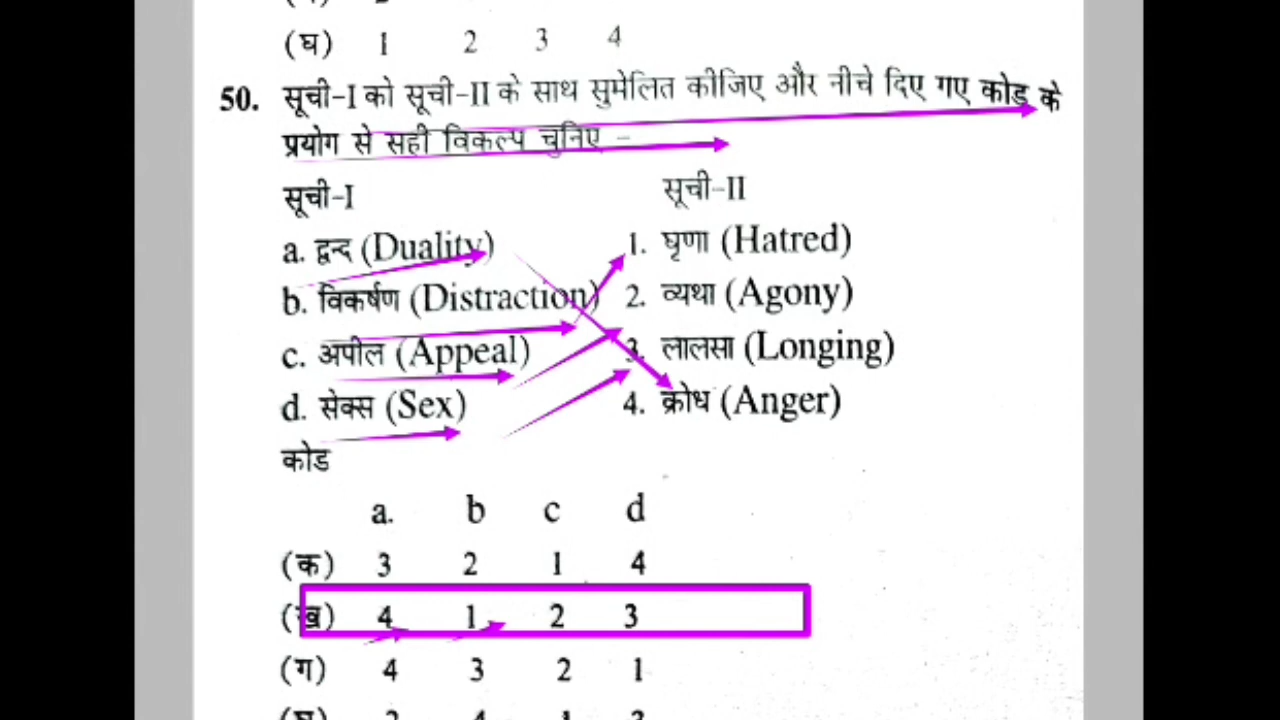 (घ) 1 2 3 4
50. सूची-I को सूची-II के साथ सुमेलित कीजिए और नीचे दिए गए कोड के
प्रयोग से सही विकल्प चुनिए -
सूची-I सूची-II
a. द्वन्द (Duality) 1. घृणा (Hatred)
b. विकर्षण (Distraction) 2. व्यथा (Agony)
c. अपील (Appeal) 3. लालसा (Longing)
d. सेक्स (Sex) 4. क्रोध (Anger)
कोड
a. b c d
(क) 3 2 1 4
(ख) 4 1 2 3
(ग) 4 3 2 1